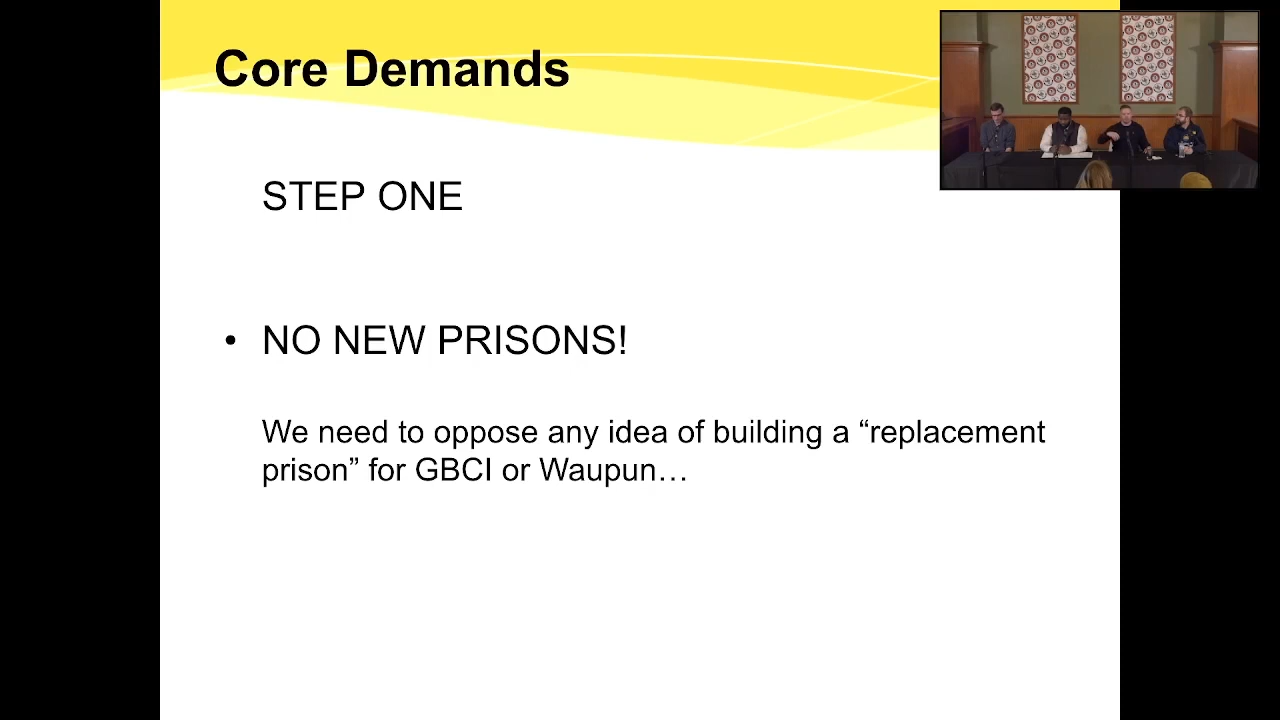 Core Demands
STEP ONE
• NO NEW PRISONS!
We need to oppose any idea of building a “replacement
prison” for GBCI or Waupun…